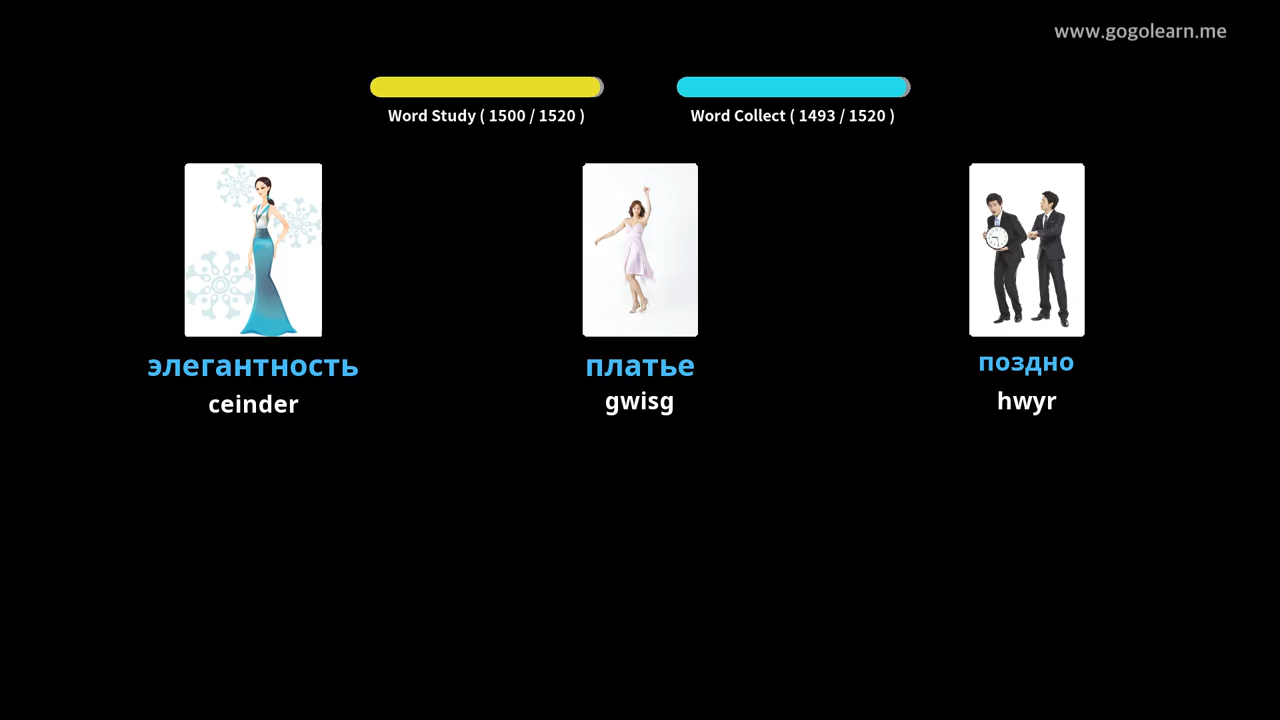 www.gogolearn.me
Word Study ( 1500 / 1520 )
Word Collect ( 1493 / 1520 )
элегантность
платье
поздно
ceinder
gwisg
hwyr